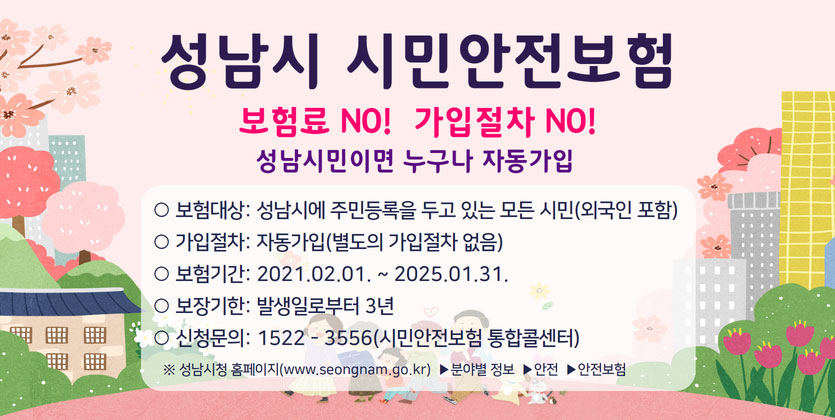 성남시 시민안전보험
보험료 NO! 가입절차 NO!
성남시민이면 누구나 자동가입
○ 보험대상: 성남시에 주민등록을 두고 있는 모든 시민(외국인 포함)
○ 가입절차: 자동가입(별도의 가입절차 없음)
○ 보험기간: 2021.02.01. ~ 2025.01.31.
○ 보장기한: 발생일로부터 3년
○ 신청문의: 1522 - 3556(시민안전보험 통합콜센터)
※ 성남시청 홈페이지(www.seongnam.go.kr) ▶분야별 정보 ▶안전 ▶안전보험